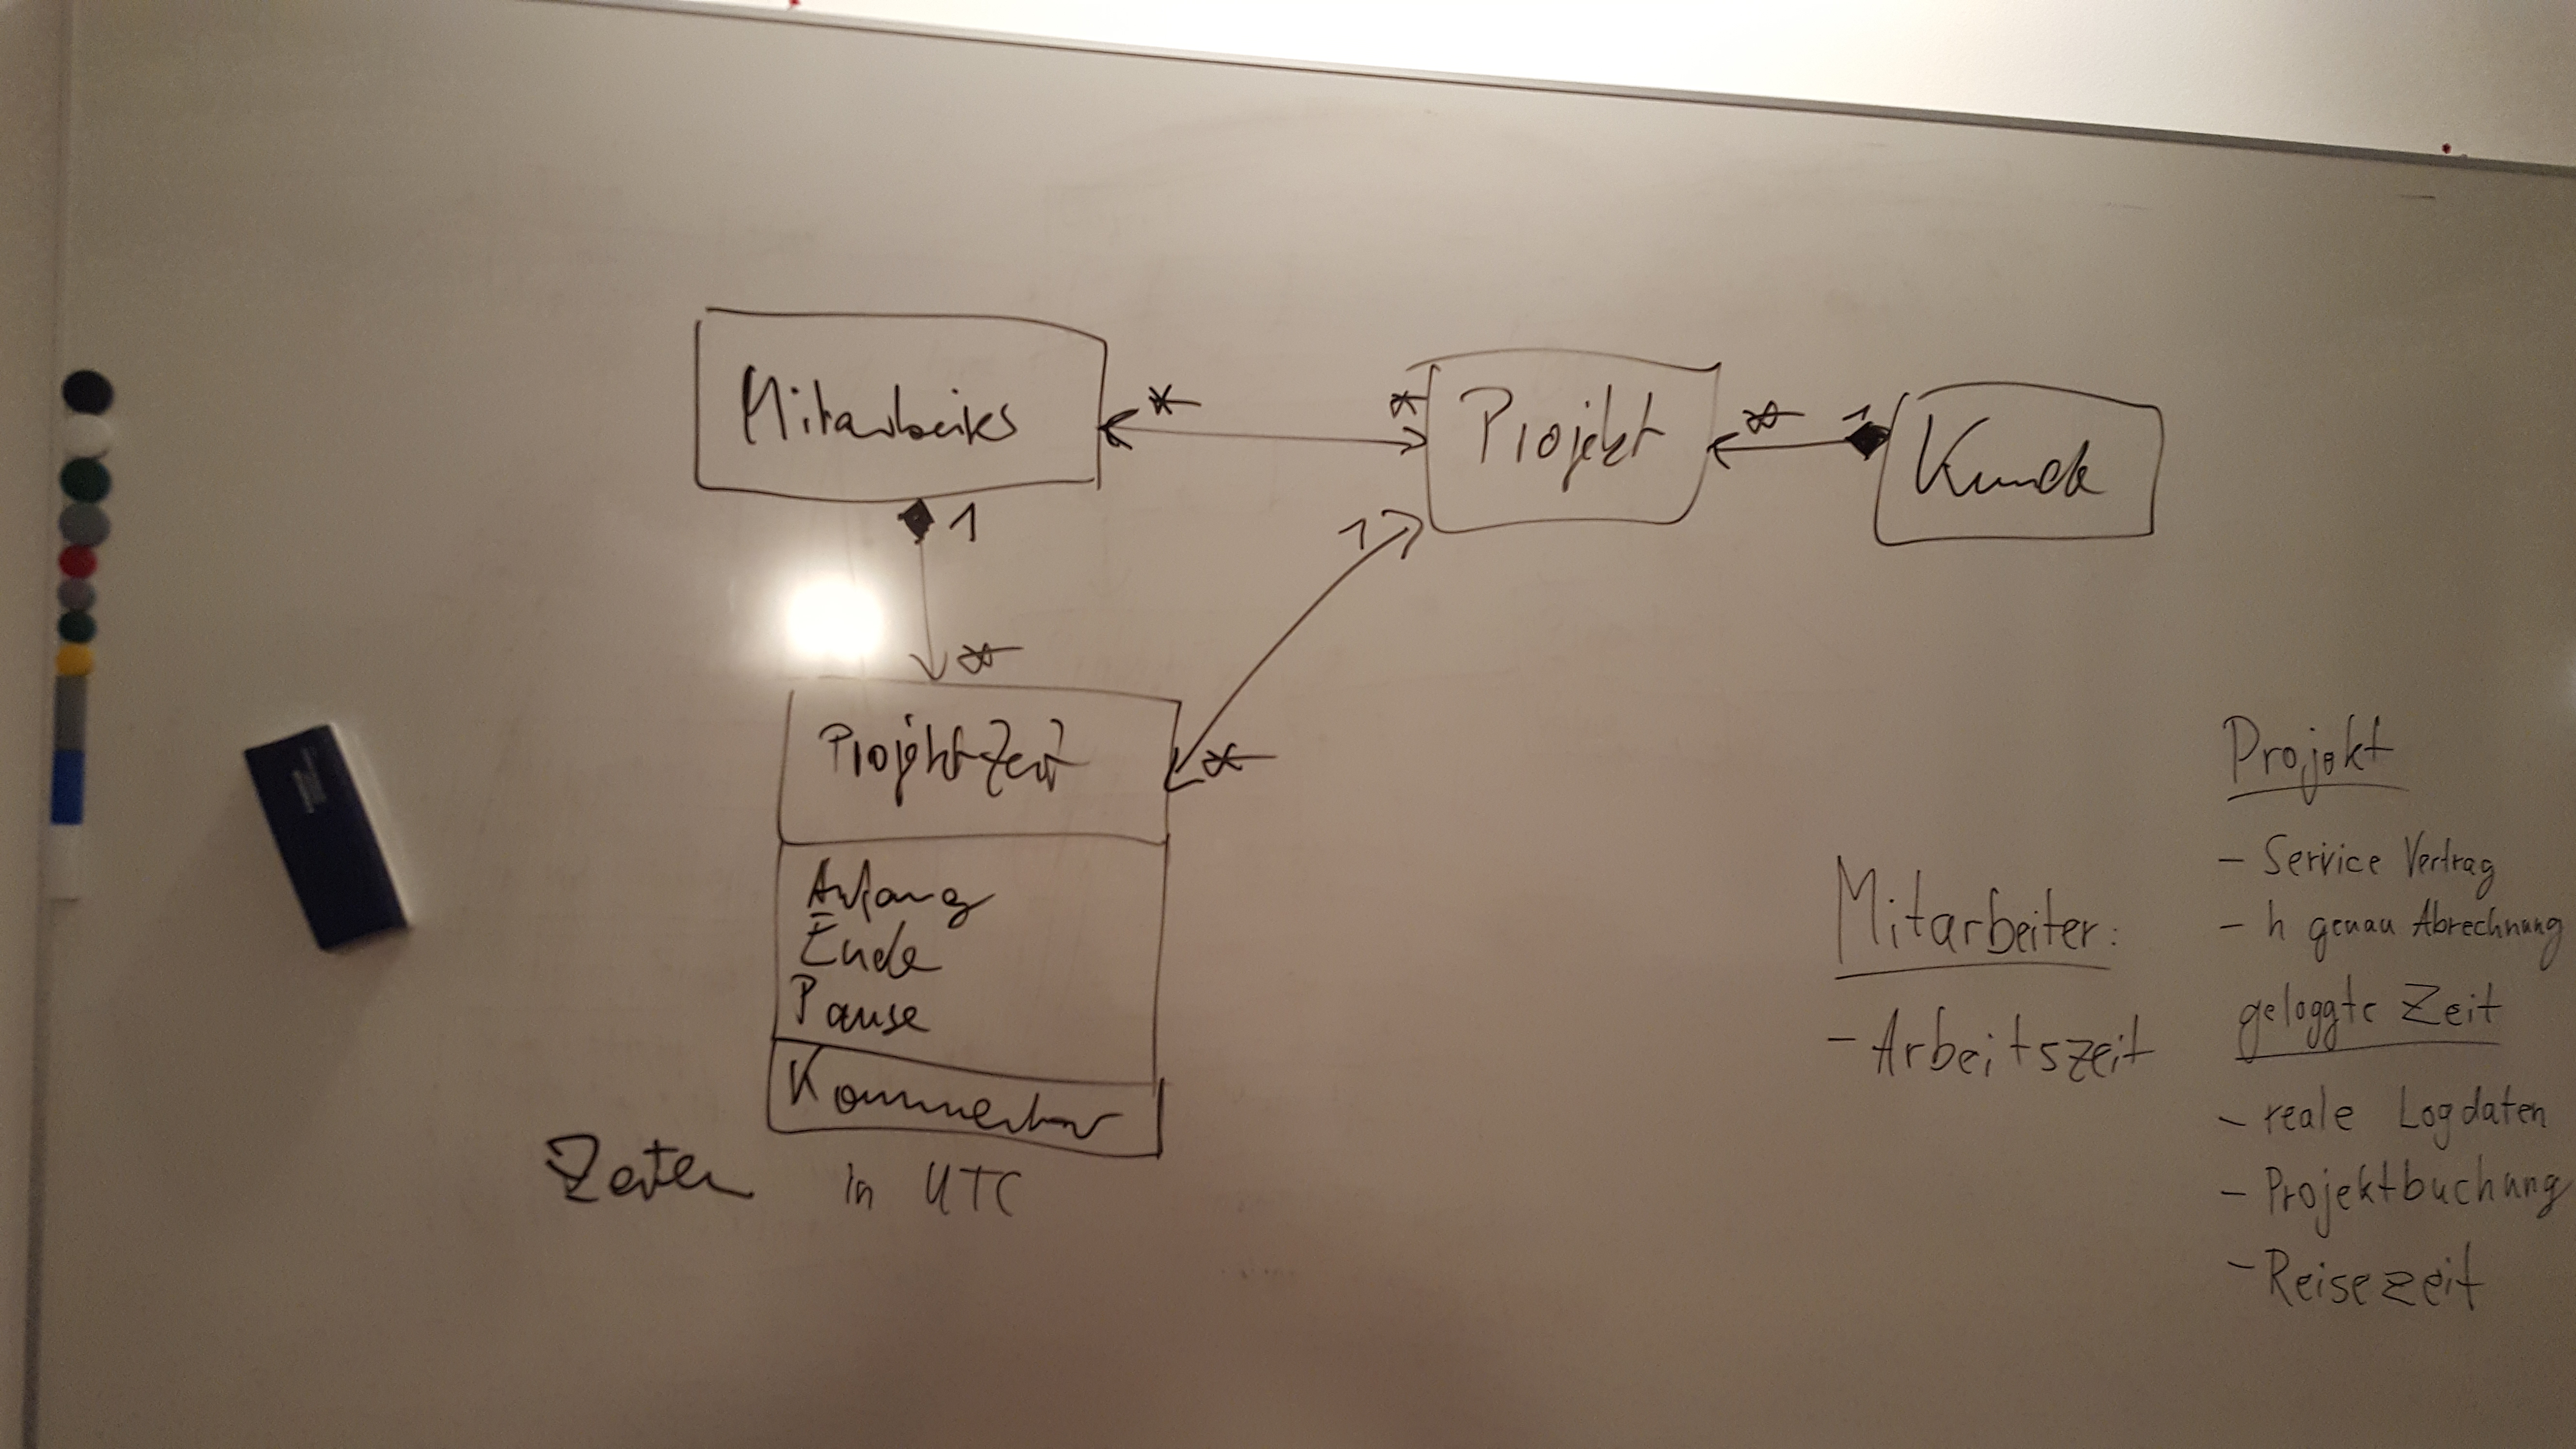 Mitarbeiter
*
*
Projekt
*
1
Kunde
1
*
1
Projektzeit
*
Anfang
Ende
Pause
Kommentar
Zeiten in UTC
Mitarbeiter:
- Arbeitszeit
Projekt
- Service Vertrag
- h genau Abrechnung
geloggte Zeit
- reale Logdaten
- Projektbuchung
- Reisezeit